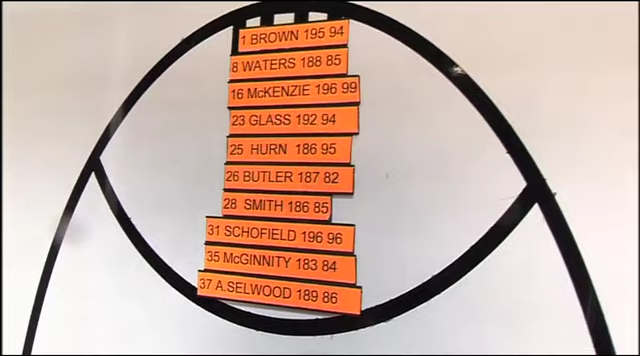 1 BROWN 195 94
8 WATERS 188 85
16 McKENZIE 196 99
23 GLASS 192 94
25 HURN 186 95
26 BUTLER 187 82
28 SMITH 186 85
31 SCHOFIELD 196 96
35 McGINNITY 183 84
37 A.SELWOOD 189 86